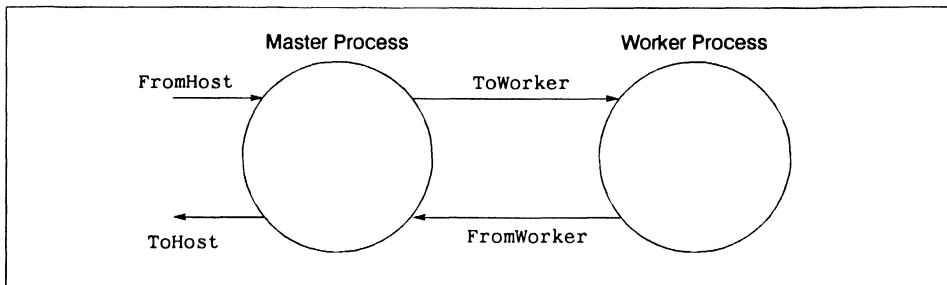 Master Process
Worker Process
FromHost
ToWorker
ToHost
FromWorker